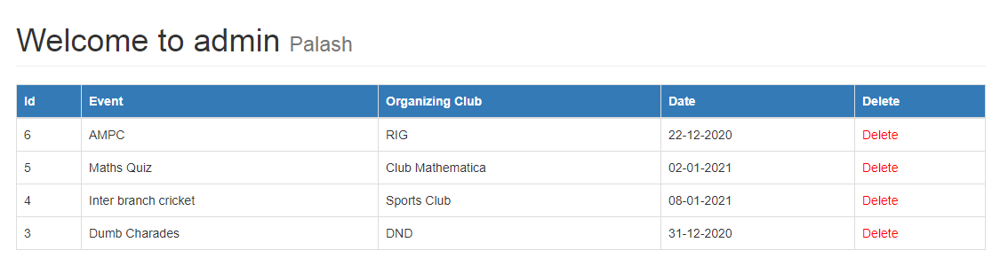 Welcome to admin Palash
Id Event Organizing Club Date Delete
6 AMPC RIG 22-12-2020 Delete
5 Maths Quiz Club Mathematica 02-01-2021 Delete
4 Inter branch cricket Sports Club 08-01-2021 Delete
3 Dumb Charades DND 31-12-2020 Delete